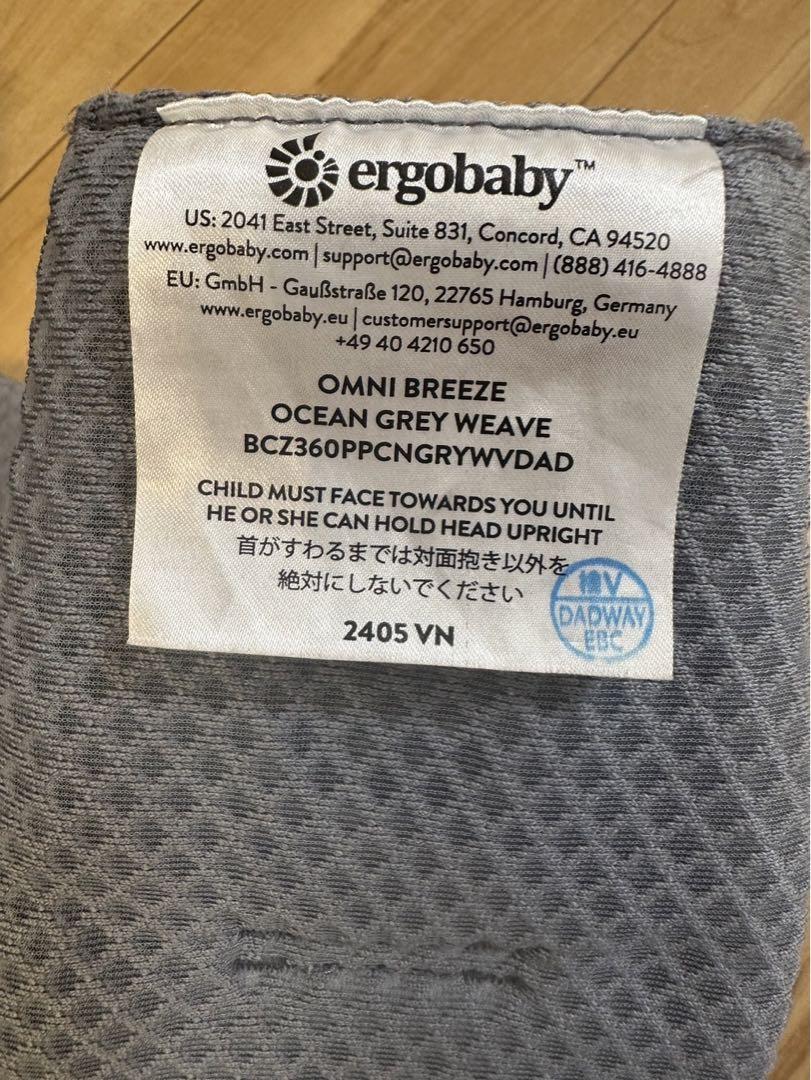 ergobaby™
US: 2041 East Street, Suite 831, Concord, CA 94520
www.ergobaby.com | support@ergobaby.com | (888) 416-4888
EU: GmbH - Gaußstraße 120, 22765 Hamburg, Germany
www.ergobaby.eu | customersupport@ergobaby.eu
+49 40 4210 650
OMNI BREEZE
OCEAN GREY WEAVE
BCZ360PPCNGRYWVDAD
CHILD MUST FACE TOWARDS YOU UNTIL
HE OR SHE CAN HOLD HEAD UPRIGHT
首がすわるまでは対面抱き以外を
絶対にしないでください
2405 VN
DADWAY
EBC